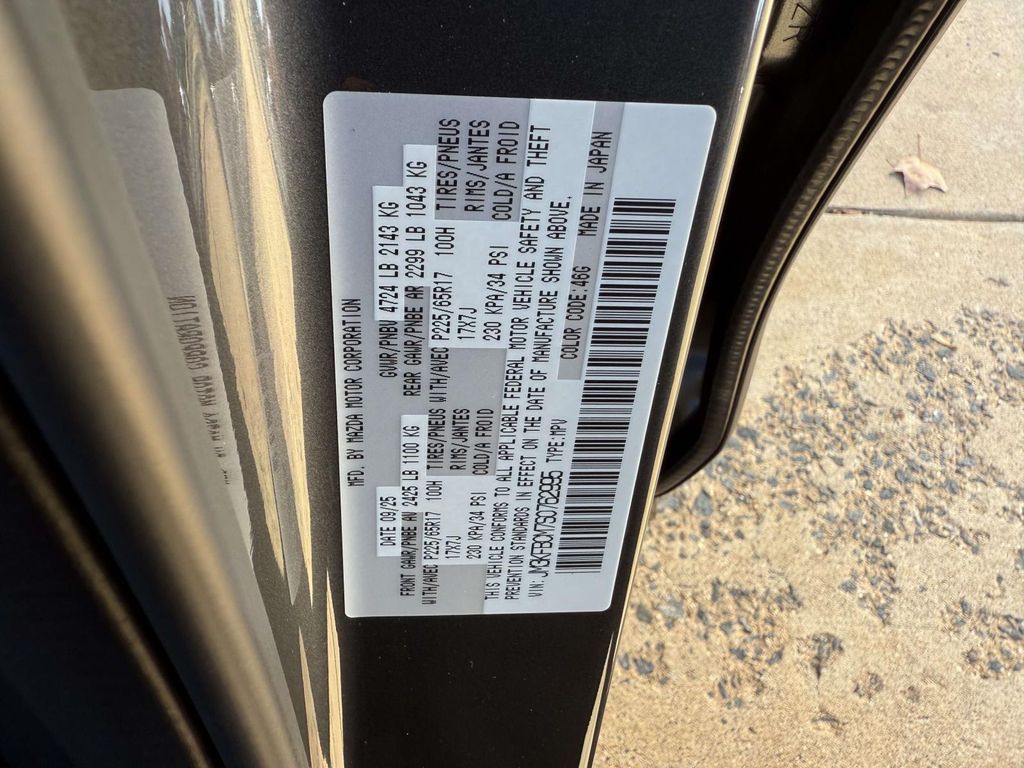 MFD. BY MAZDA MOTOR CORPORATION
DATE 09/25 GVWR/PNBV 4724 LB 2143 KG
FRONT GAWR/PNBE AV 2425 LB 1100 KG REAR GAWR/PNBE AR 2299 LB 1043 KG
WITH/AVEC P225/65R17 100H TIRES/PNEUS WITH/AVEC P225/65R17 100H TIRES/PNEUS
17X7J RIMS/JANTES 17X7J RIMS/JANTES
230 KPA/34 PSI COLD/A FROID 230 KPA/34 PSI COLD/A FROID
THIS VEHICLE CONFORMS TO ALL APPLICABLE FEDERAL MOTOR VEHICLE SAFETY AND THEFT
PREVENTION STANDARDS IN EFFECT ON THE DATE OF MANUFACTURE SHOWN ABOVE.
VIN: JM3KFBCM7S0762995 TYPE:MPV COLOR CODE:46G MADE IN JAPAN